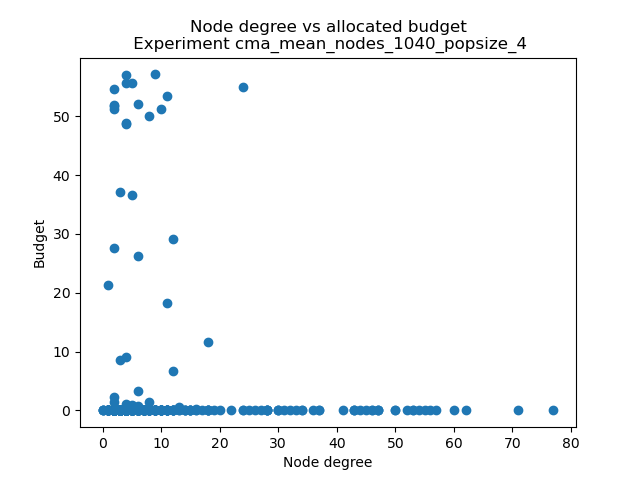 Node degree vs allocated budget
Experiment cma_mean_nodes_1040_popsize_4
50
40
30
20
10
0
Budget
0 10 20 30 40 50 60 70 80
Node degree